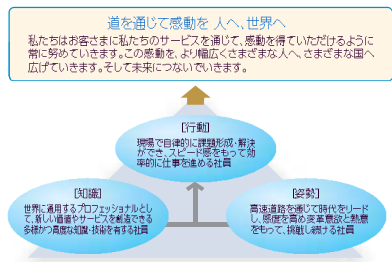 道を通じて感動を 人へ、世界へ
私たちはお客さまに私たちのサービスを通じて、感動を得ていただけるように
常に努めていきます。この感動を、より幅広くさまざまな人へ、さまざまな国へ
広げていきます。そして未来につないでいきます。
[行動]
現場で自律的に課題形成・解決
ができ、スピード感をもって効
率的に仕事を進める社員
[知識]
世界に通用するプロフェッショナルとし
て、新しい価値やサービスを創造できる
多様かつ高度な知識・技術を有する社員
[姿勢]
高速道路を通じて時代をリード
し、感度を高め変革意欲と熱意
をもって、挑戦し続ける社員